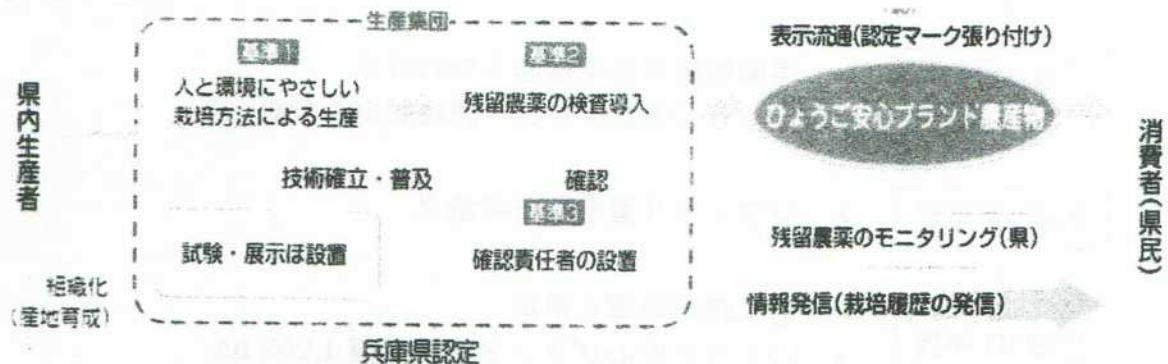 生産集団
基準1
人と環境にやさしい
栽培方法による生産
基準2
残留農薬の検査導入
技術確立・普及
確認
基準3
試験・展示ほ設置
確認責任者の設置
兵庫県認定
県内生産者
組織化
(産地育成)
表示流通(認定マーク張り付け)
ひょうご安心ブランド農産物
残留農薬のモニタリング(県)
情報発信(栽培履歴の発信)
消費者(県民)